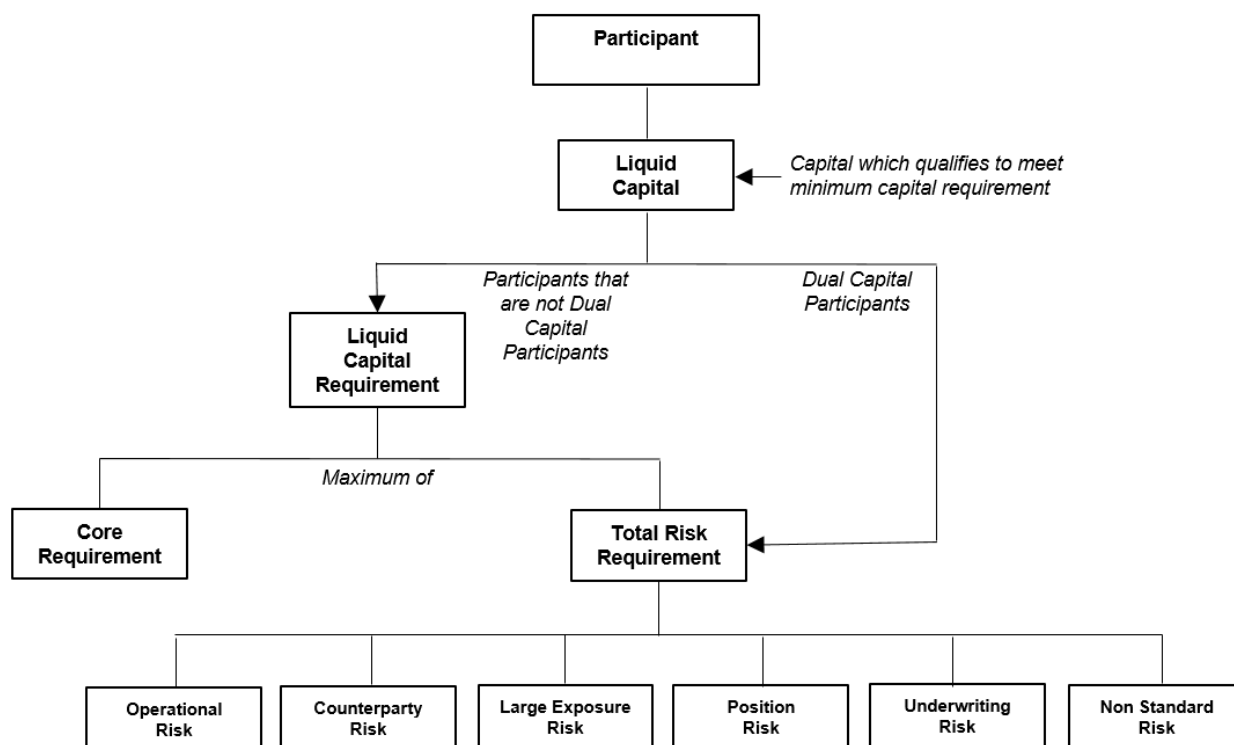 Participant
Liquid
Capital
Capital which qualifies to meet
minimum capital requirement
Participants that
are not Dual
Capital
Participants
Dual Capital
Participants
Liquid
Capital
Requirement
Maximum of
Core
Requirement
Total Risk
Requirement
Operational
Risk
Counterparty
Risk
Large Exposure
Risk
Position
Risk
Underwriting
Risk
Non Standard
Risk